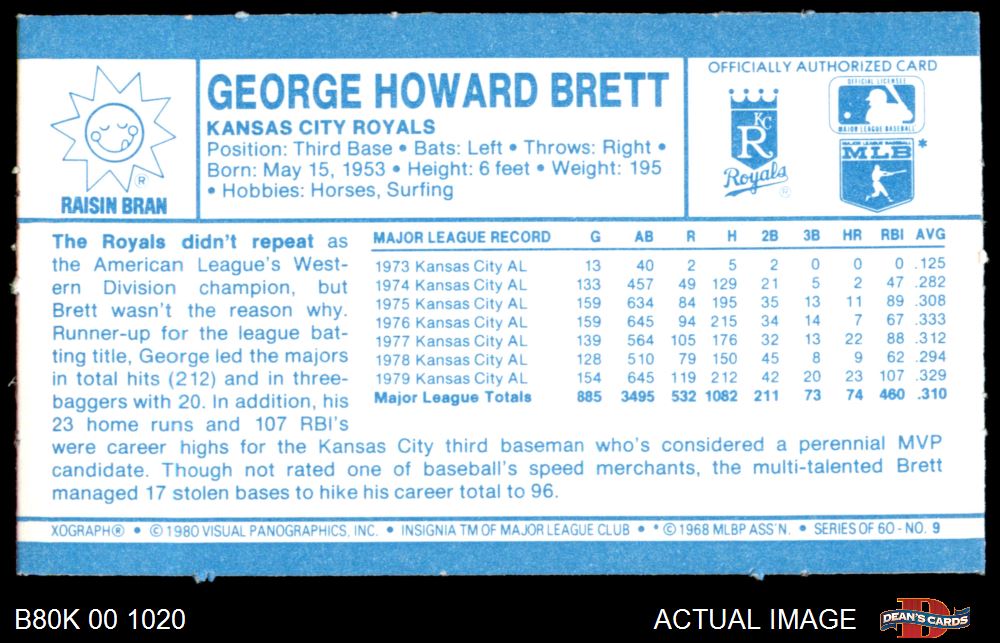 RAISIN BRAN
®
GEORGE HOWARD BRETT
KANSAS CITY ROYALS
Position: Third Base • Bats: Left • Throws: Right •
Born: May 15, 1953 • Height: 6 feet • Weight: 195
• Hobbies: Horses, Surfing
OFFICIALLY AUTHORIZED CARD
KC
R
Royals
®
OFFICIAL LICENSEE
MAJOR LEAGUE BASEBALL
MAJOR LEAGUE BASEBALL
MLB *
The Royals didn't repeat as
the American League's West-
ern Division champion, but
Brett wasn't the reason why.
Runner-up for the league bat-
ting title, George led the majors
in total hits (212) and in three-
baggers with 20. In addition, his
23 home runs and 107 RBI's
were career highs for the Kansas City third baseman who's considered a perennial MVP
candidate. Though not rated one of baseball's speed merchants, the multi-talented Brett
managed 17 stolen bases to hike his career total to 96.
MAJOR LEAGUE RECORD G AB R H 2B 3B HR RBI AVG
1973 Kansas City AL 13 40 2 5 2 0 0 0 .125
1974 Kansas City AL 133 457 49 129 21 5 2 47 .282
1975 Kansas City AL 159 634 84 195 35 13 11 89 .308
1976 Kansas City AL 159 645 94 215 34 14 7 67 .333
1977 Kansas City AL 139 564 105 176 32 13 22 88 .312
1978 Kansas City AL 128 510 79 150 45 8 9 62 .294
1979 Kansas City AL 154 645 119 212 42 20 23 107 .329
Major League Totals 885 3495 532 1082 211 73 74 460 .310
XOGRAPH® • © 1980 VISUAL PANOGRAPHICS, INC. • INSIGNIA TM OF MAJOR LEAGUE CLUB • * © 1968 MLBP ASS'N. • SERIES OF 60 - NO. 9
B80K 00 1020
ACTUAL IMAGE
DEAN'S CARDS